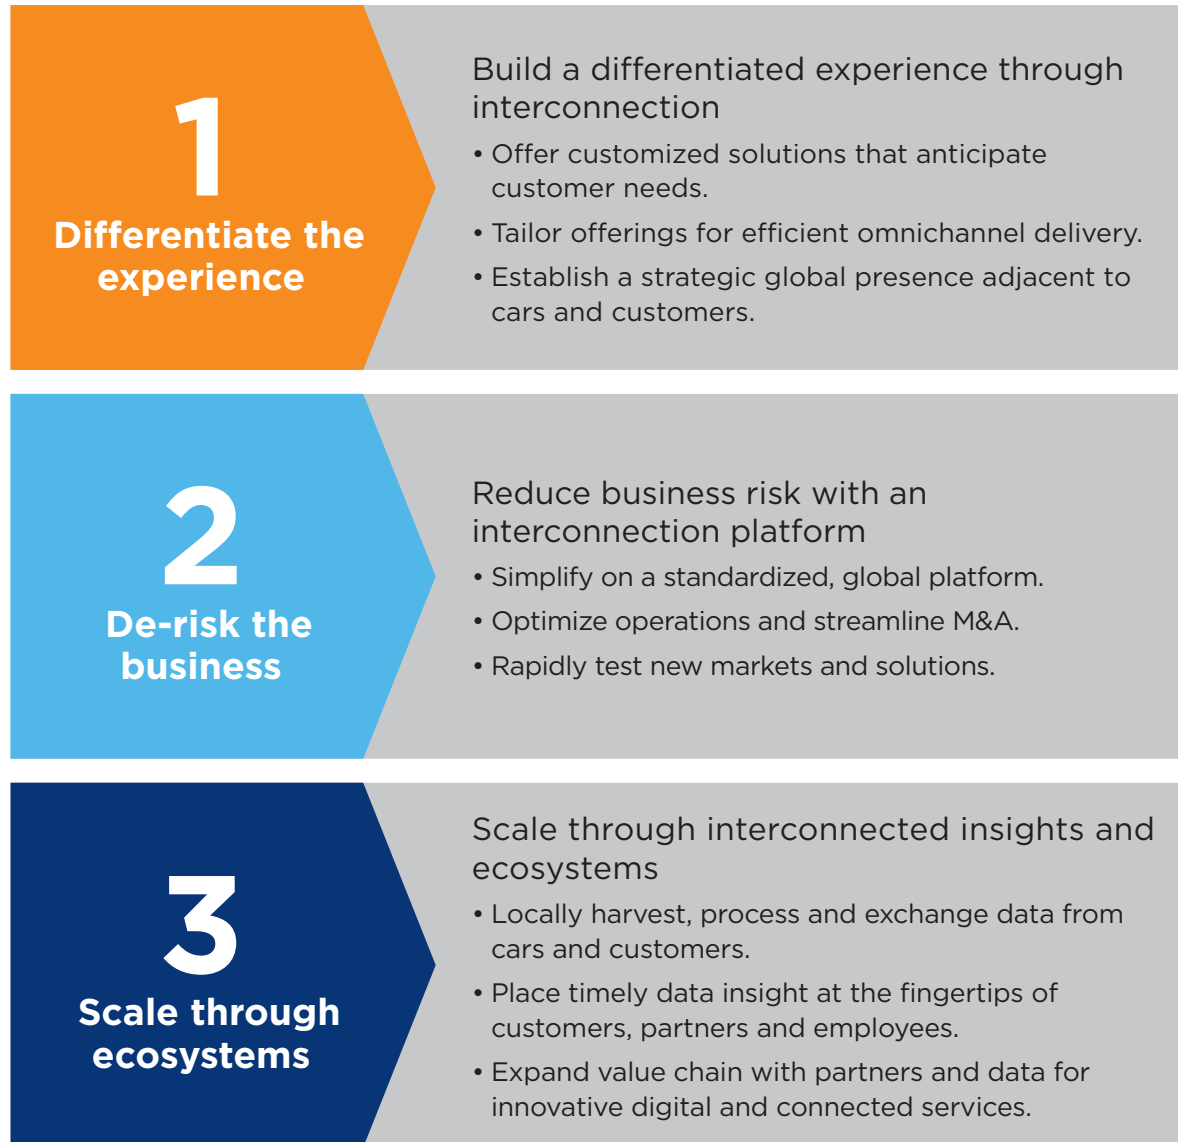 1
Differentiate the
experience
Build a differentiated experience through
interconnection
• Offer customized solutions that anticipate
customer needs.
• Tailor offerings for efficient omnichannel delivery.
• Establish a strategic global presence adjacent to
cars and customers.
2
De-risk the
business
Reduce business risk with an
interconnection platform
• Simplify on a standardized, global platform.
• Optimize operations and streamline M&A.
• Rapidly test new markets and solutions.
3
Scale through
ecosystems
Scale through interconnected insights and
ecosystems
• Locally harvest, process and exchange data from
cars and customers.
• Place timely data insight at the fingertips of
customers, partners and employees.
• Expand value chain with partners and data for
innovative digital and connected services.